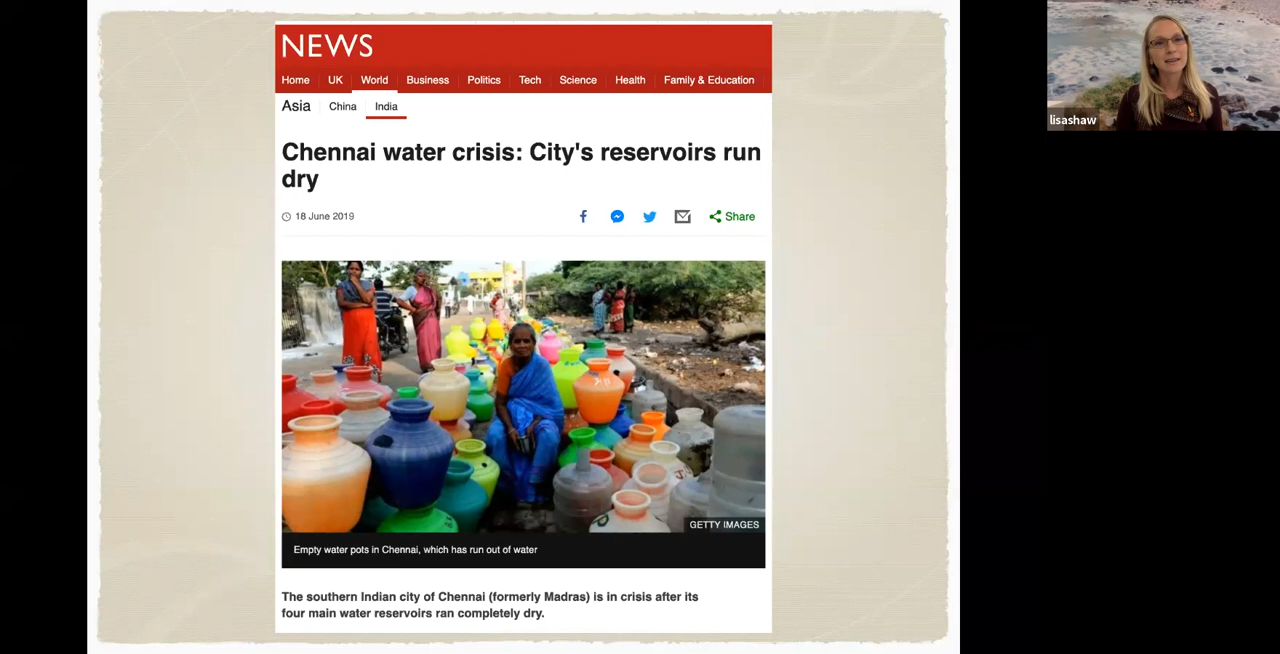 NEWS
Home UK World Business Politics Tech Science Health Family & Education
Asia China India
Chennai water crisis: City's reservoirs run
dry
18 June 2019 Share
GETTY IMAGES
Empty water pots in Chennai, which has run out of water
The southern Indian city of Chennai (formerly Madras) is in crisis after its
four main water reservoirs ran completely dry.
lisashaw